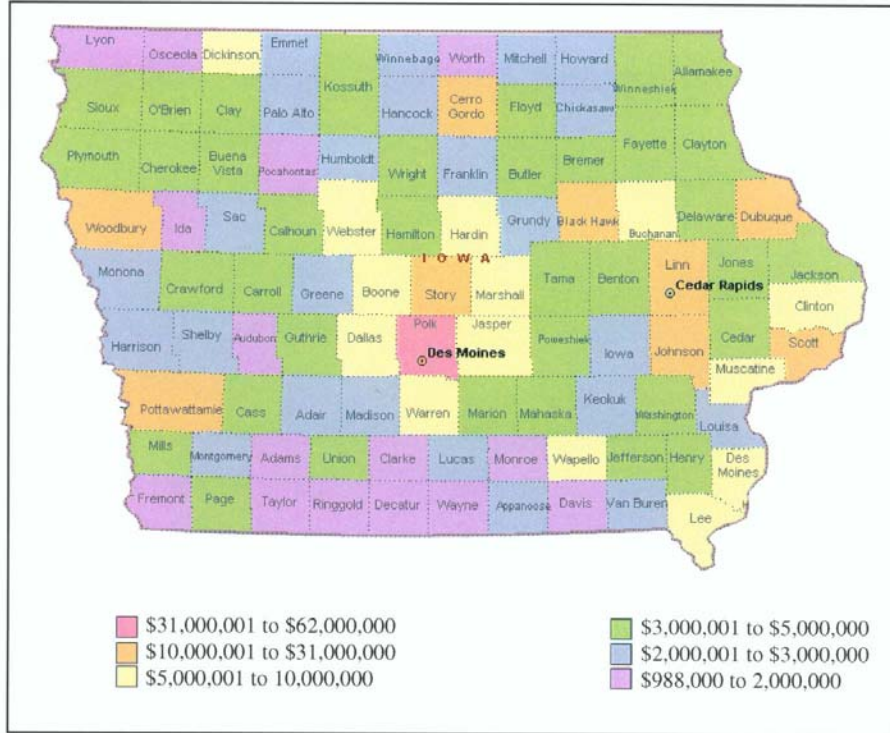 Lyon Osceola Dickinson Emmet Winnebago Worth Mitchell Howard Winneshiek Allamakee
Kossuth
Sioux O'Brien Clay Palo Alto Hancock Cerro Gordo Floyd Chickasaw
Plymouth Cherokee Buena Vista Pocahontas Humboldt Wright Franklin Butler Bremer Fayette Clayton
Woodbury Ida Sac Calhoun Webster Hamilton Hardin Grundy Black Hawk Buchanan Delaware Dubuque
IOWA
Monona Crawford Carroll Greene Boone Story Marshall Tama Benton Linn Jones Jackson
Cedar Rapids
Clinton
Harrison Shelby Audubon Guthrie Dallas Polk Jasper Poweshiek Iowa Johnson Cedar Scott
Des Moines
Muscatine
Pottawattamie Cass Adair Madison Warren Marion Mahaska Keokuk Washington Louisa
Mills Montgomery Adams Union Clarke Lucas Monroe Wapello Jefferson Henry Des Moines
Fremont Page Taylor Ringgold Decatur Wayne Appanoose Davis Van Buren Lee H
$31,000,001 to $62,000,000
$10,000,001 to $31,000,000
$5,000,001 to 10,000,000
$3,000,001 to $5,000,000
$2,000,001 to $3,000,000
$988,000 to 2,000,000